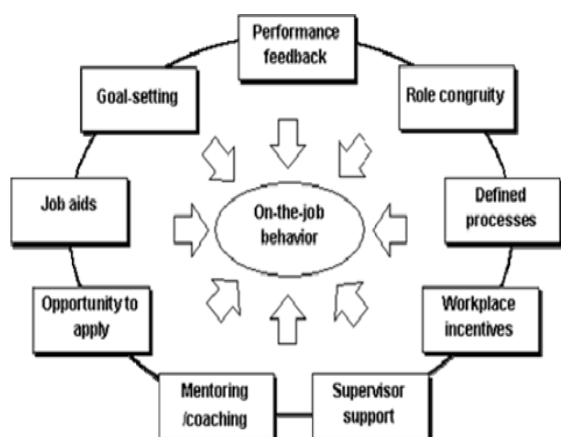 Performance
feedback
Goal-setting
Role congruity
Job aids
On-the-job
behavior
Defined
processes
Opportunity to
apply
Workplace
incentives
Mentoring
/coaching
Supervisor
support